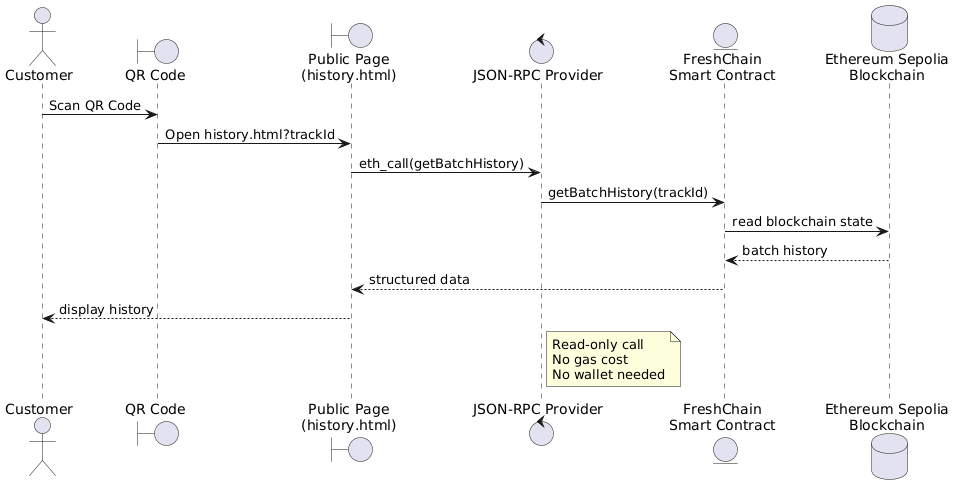 Customer
QR Code
Public Page
(history.html)
JSON-RPC Provider
FreshChain
Smart Contract
Ethereum Sepolia
Blockchain
Scan QR Code
Open history.html?trackId
eth_call(getBatchHistory)
getBatchHistory(trackId)
read blockchain state
batch history
structured data
display history
Read-only call
No gas cost
No wallet needed
Customer
QR Code
Public Page
(history.html)
JSON-RPC Provider
FreshChain
Smart Contract
Ethereum Sepolia
Blockchain